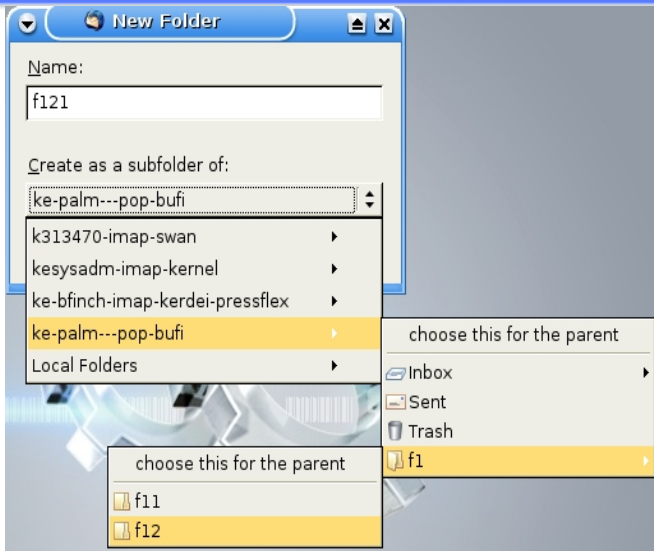 New Folder
Name:
f121
Create as a subfolder of:
ke-palm---pop-bufi
k313470-imap-swan
kesysadm-imap-kernel
ke-bfinch-imap-kerdei-pressflex
ke-palm---pop-bufi
Local Folders
choose this for the parent
Inbox
Sent
Trash
f1
choose this for the parent
f11
f12